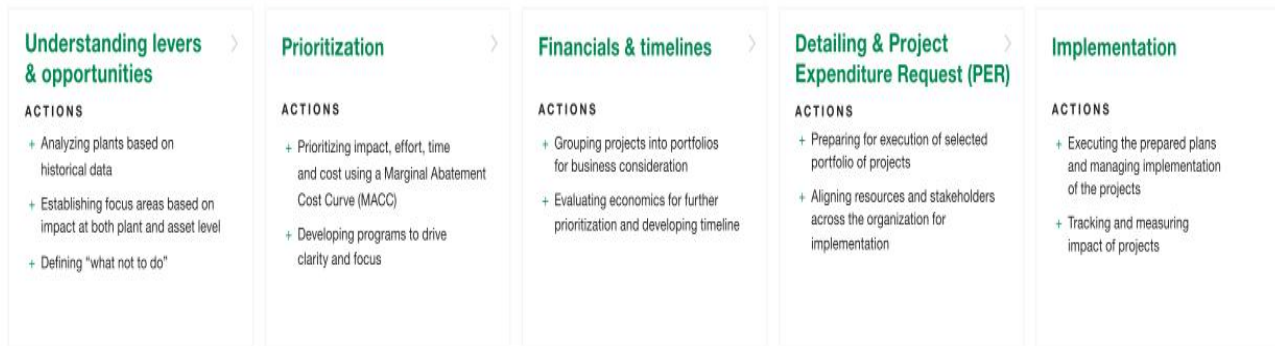 Understanding levers
& opportunities
ACTIONS
+ Analyzing plants based on
historical data
+ Establishing focus areas based on
impact at both plant and asset level
+ Defining “what not to do”
Prioritization
ACTIONS
+ Prioritizing impact, effort, time
and cost using a Marginal Abatement
Cost Curve (MACC)
+ Developing programs to drive
clarity and focus
Financials & timelines
ACTIONS
+ Grouping projects into portfolios
for business consideration
+ Evaluating economics for further
prioritization and developing timeline
Detailing & Project
Expenditure Request (PER)
ACTIONS
+ Preparing for execution of selected
portfolio of projects
+ Aligning resources and stakeholders
across the organization for
implementation
Implementation
ACTIONS
+ Executing the prepared plans
and managing implementation
of the projects
+ Tracking and measuring
impact of projects